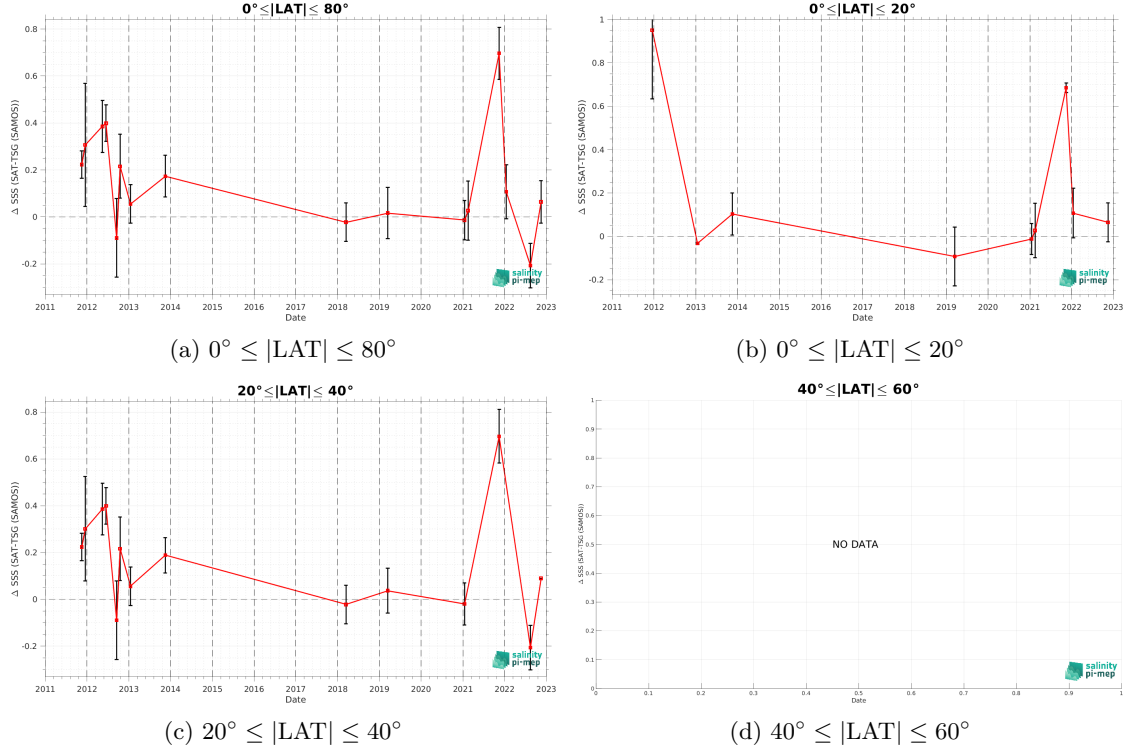 0°≤|LAT|≤ 80°
Δ SSS (SAT-TSG (SAMOS))
0.8
0.6
0.4
0.2
0
-0.2
2011 2012 2013 2014 2015 2016 2017 2018 2019 2020 2021 2022 2023
Date
salinity
pi-mep
(a) 0° ≤ |LAT| ≤ 80°
0°≤|LAT|≤ 20°
Δ SSS (SAT-TSG (SAMOS))
1
0.8
0.6
0.4
0.2
0
-0.2
2011 2012 2013 2014 2015 2016 2017 2018 2019 2020 2021 2022 2023
Date
salinity
pi-mep
(b) 0° ≤ |LAT| ≤ 20°
20°≤|LAT|≤ 40°
Δ SSS (SAT-TSG (SAMOS))
0.8
0.6
0.4
0.2
0
-0.2
2011 2012 2013 2014 2015 2016 2017 2018 2019 2020 2021 2022 2023
Date
salinity
pi-mep
(c) 20° ≤ |LAT| ≤ 40°
40°≤|LAT|≤ 60°
Δ SSS (SAT-TSG (SAMOS))
1
0.9
0.8
0.7
0.6
0.5
0.4
0.3
0.2
0.1
0
NO DATA
0 0.1 0.2 0.3 0.4 0.5 0.6 0.7 0.8 0.9 1
Date
salinity
pi-mep
(d) 40° ≤ |LAT| ≤ 60°